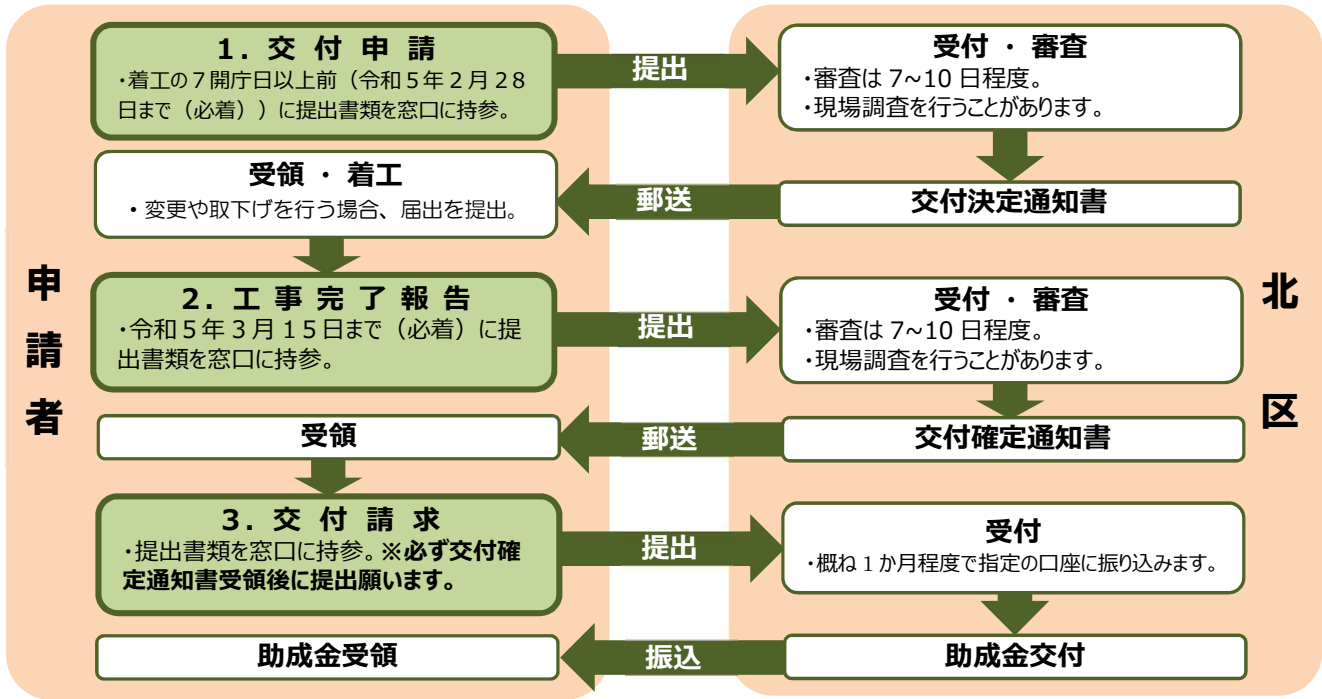 申請者
北区
1. 交 付 申 請
・着工の７開庁日以上前（令和５年２月２８
日まで（必着））に提出書類を窓口に持参。
提出
受付 ・ 審査
・審査は 7~10 日程度。
・現場調査を行うことがあります。
受領 ・ 着工
・変更や取下げを行う場合、届出を提出。
郵送
交付決定通知書
2. 工 事 完 了 報 告
・令和５年３月１５日まで（必着）に提
出書類を窓口に持参。
提出
受付 ・ 審査
・審査は 7~10 日程度。
・現場調査を行うことがあります。
受領
郵送
交付確定通知書
3. 交 付 請 求
・提出書類を窓口に持参。※必ず交付確
定通知書受領後に提出願います。
提出
受付
・概ね 1 か月程度で指定の口座に振り込みます。
助成金受領
振込
助成金交付